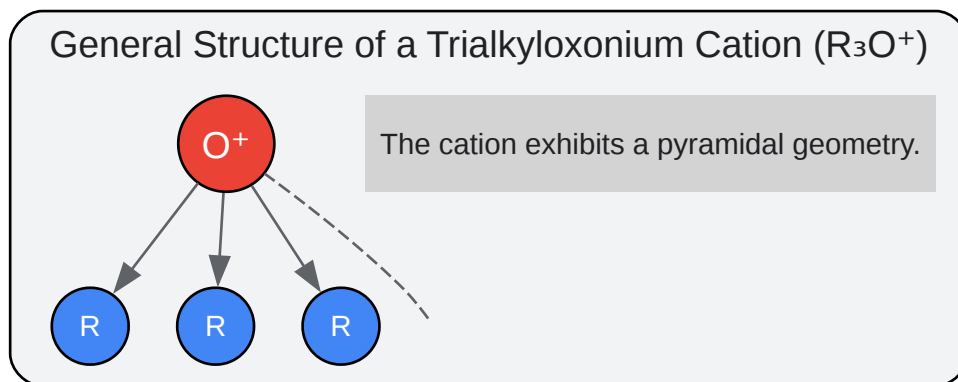 General Structure of a Trialkyloxonium Cation (R₃O⁺)
O⁺
The cation exhibits a pyramidal geometry.
R
R
R